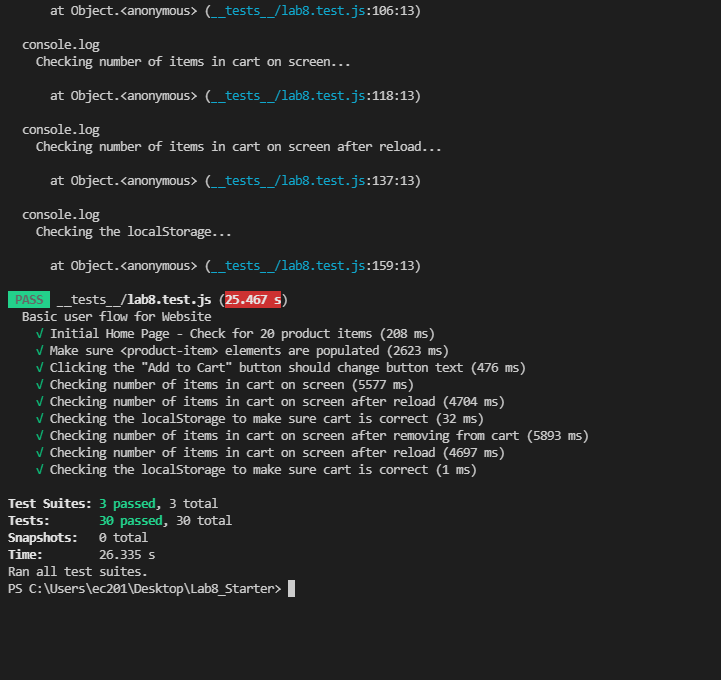 at Object.<anonymous> (__tests__/lab8.test.js:106:13)
console.log
Checking number of items in cart on screen...
at Object.<anonymous> (__tests__/lab8.test.js:118:13)
console.log
Checking number of items in cart on screen after reload...
at Object.<anonymous> (__tests__/lab8.test.js:137:13)
console.log
Checking the localStorage...
at Object.<anonymous> (__tests__/lab8.test.js:159:13)
PASS __tests__/lab8.test.js (25.467 s)
Basic user flow for Website
√ Initial Home Page - Check for 20 product items (208 ms)
√ Make sure <product-item> elements are populated (2623 ms)
√ Clicking the "Add to Cart" button should change button text (476 ms)
√ Checking number of items in cart on screen (5577 ms)
√ Checking number of items in cart on screen after reload (4704 ms)
√ Checking the localStorage to make sure cart is correct (32 ms)
√ Checking number of items in cart on screen after removing from cart (5893 ms)
√ Checking number of items in cart on screen after reload (4697 ms)
√ Checking the localStorage to make sure cart is correct (1 ms)
Test Suites: 3 passed, 3 total
Tests: 30 passed, 30 total
Snapshots: 0 total
Time: 26.335 s
Ran all test suites.
PS C:\Users\ec201\Desktop\Lab8_Starter>